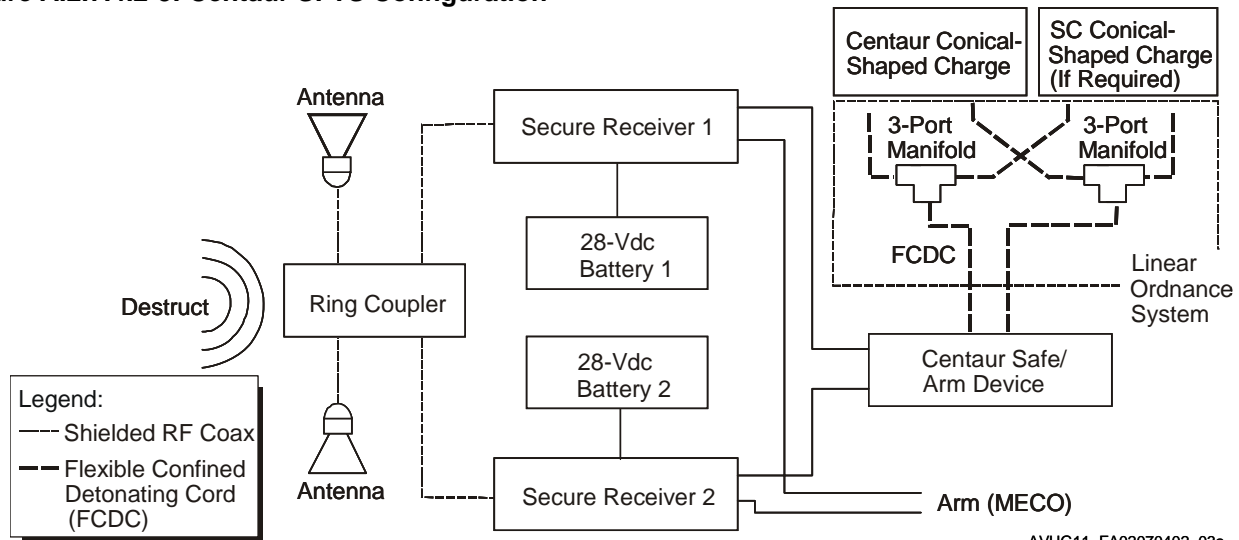 Centaur Conical-
Shaped Charge
SC Conical-
Shaped Charge
(If Required)
Antenna
Secure Receiver 1
3-Port
Manifold
3-Port
Manifold
28-Vdc
Battery 1
FCDC
Linear
Ordnance
System
Destruct
Ring Coupler
28-Vdc
Battery 2
Centaur Safe/
Arm Device
Legend:
Shielded RF Coax
Flexible Confined
Detonating Cord
(FCDC)
Antenna
Secure Receiver 2
Arm (MECO)